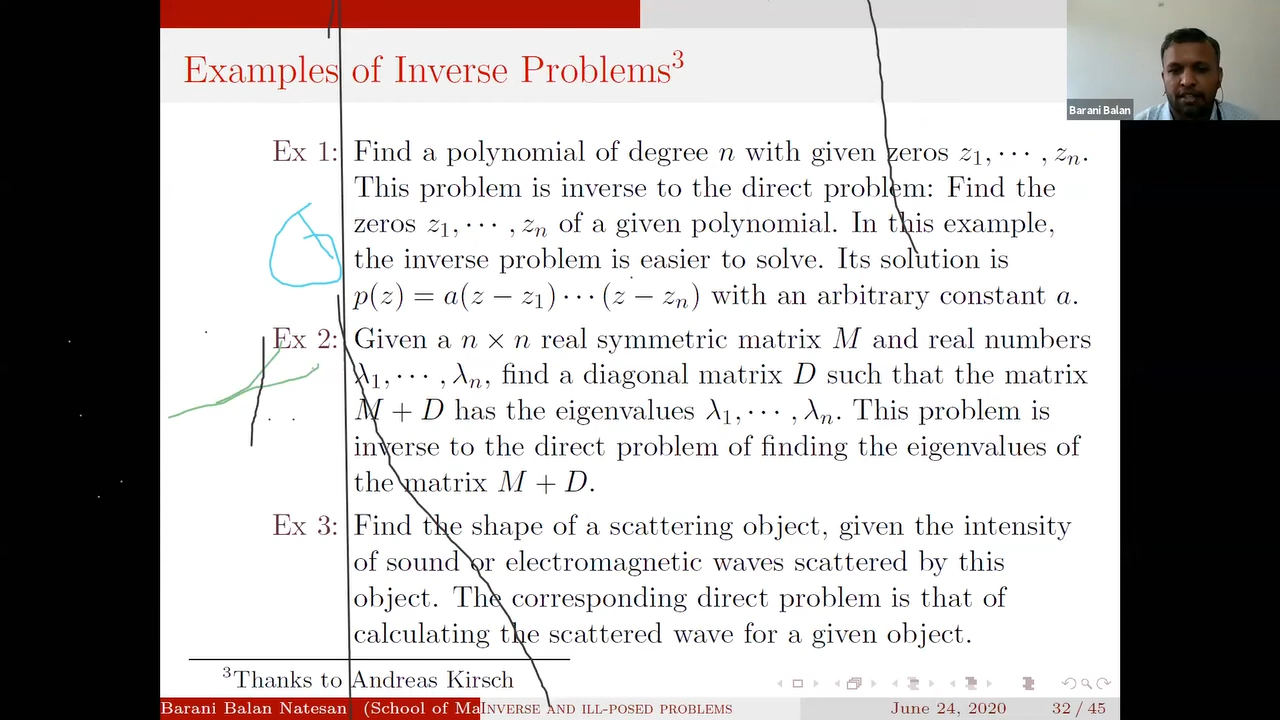 Examples of Inverse Problems³
Barani Balan
Ex 1: Find a polynomial of degree n with given zeros z₁, ⋯ , zₙ.
This problem is inverse to the direct problem: Find the
zeros z₁, ⋯ , zₙ of a given polynomial. In this example,
the inverse problem is easier to solve. Its solution is
p(z) = a(z − z₁) ⋯ (z − zₙ) with an arbitrary constant a.
Ex 2: Given a n × n real symmetric matrix M and real numbers
λ₁, ⋯ , λₙ, find a diagonal matrix D such that the matrix
M + D has the eigenvalues λ₁, ⋯ , λₙ. This problem is
inverse to the direct problem of finding the eigenvalues of
the matrix M + D.
Ex 3: Find the shape of a scattering object, given the intensity
of sound or electromagnetic waves scattered by this
object. The corresponding direct problem is that of
calculating the scattered wave for a given object.
³Thanks to Andreas Kirsch
Barani Balan Natesan (School of Ma Inverse and ill-posed problems June 24, 2020 32 / 45